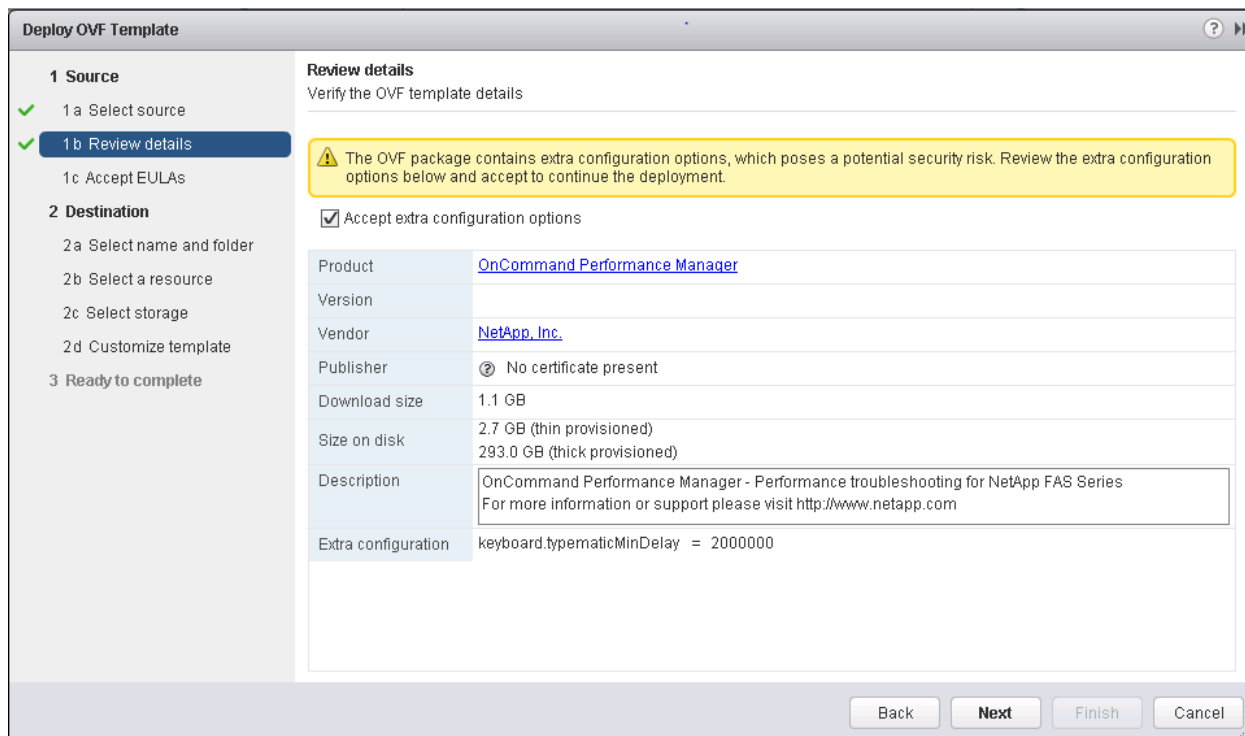 Deploy OVF Template
1 Source
1a Select source
1b Review details
1c Accept EULAs
2 Destination
2a Select name and folder
2b Select a resource
2c Select storage
2d Customize template
3 Ready to complete
Review details
Verify the OVF template details
The OVF package contains extra configuration options, which poses a potential security risk. Review the extra configuration
options below and accept to continue the deployment.
Accept extra configuration options
Product OnCommand Performance Manager
Version
Vendor NetApp, Inc.
Publisher No certificate present
Download size 1.1 GB
Size on disk 2.7 GB (thin provisioned)
293.0 GB (thick provisioned)
Description OnCommand Performance Manager - Performance troubleshooting for NetApp FAS Series
For more information or support please visit http://www.netapp.com
Extra configuration keyboard.typematicMinDelay = 2000000
Back Next Finish Cancel